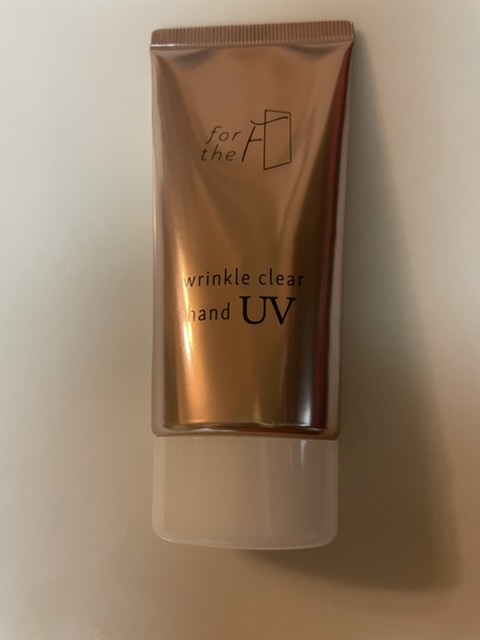 for
the F
wrinkle clear
hand UV